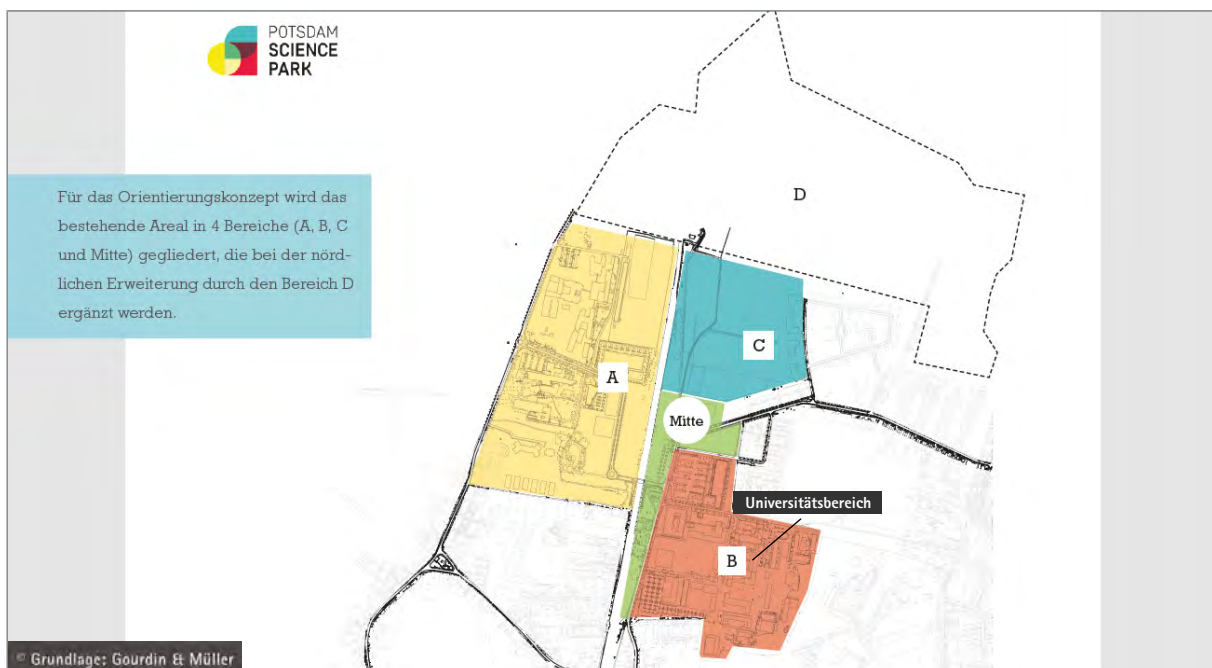 POTSDAM
SCIENCE
PARK
Für das Orientierungskonzept wird das
bestehende Areal in 4 Bereiche (A, B, C
und Mitte) gegliedert, die bei der nörd-
lichen Erweiterung durch den Bereich D
ergänzt werden.
D
C
A
Mitte
Universitätsbereich
B
© Grundlage: Gourdin & Müller